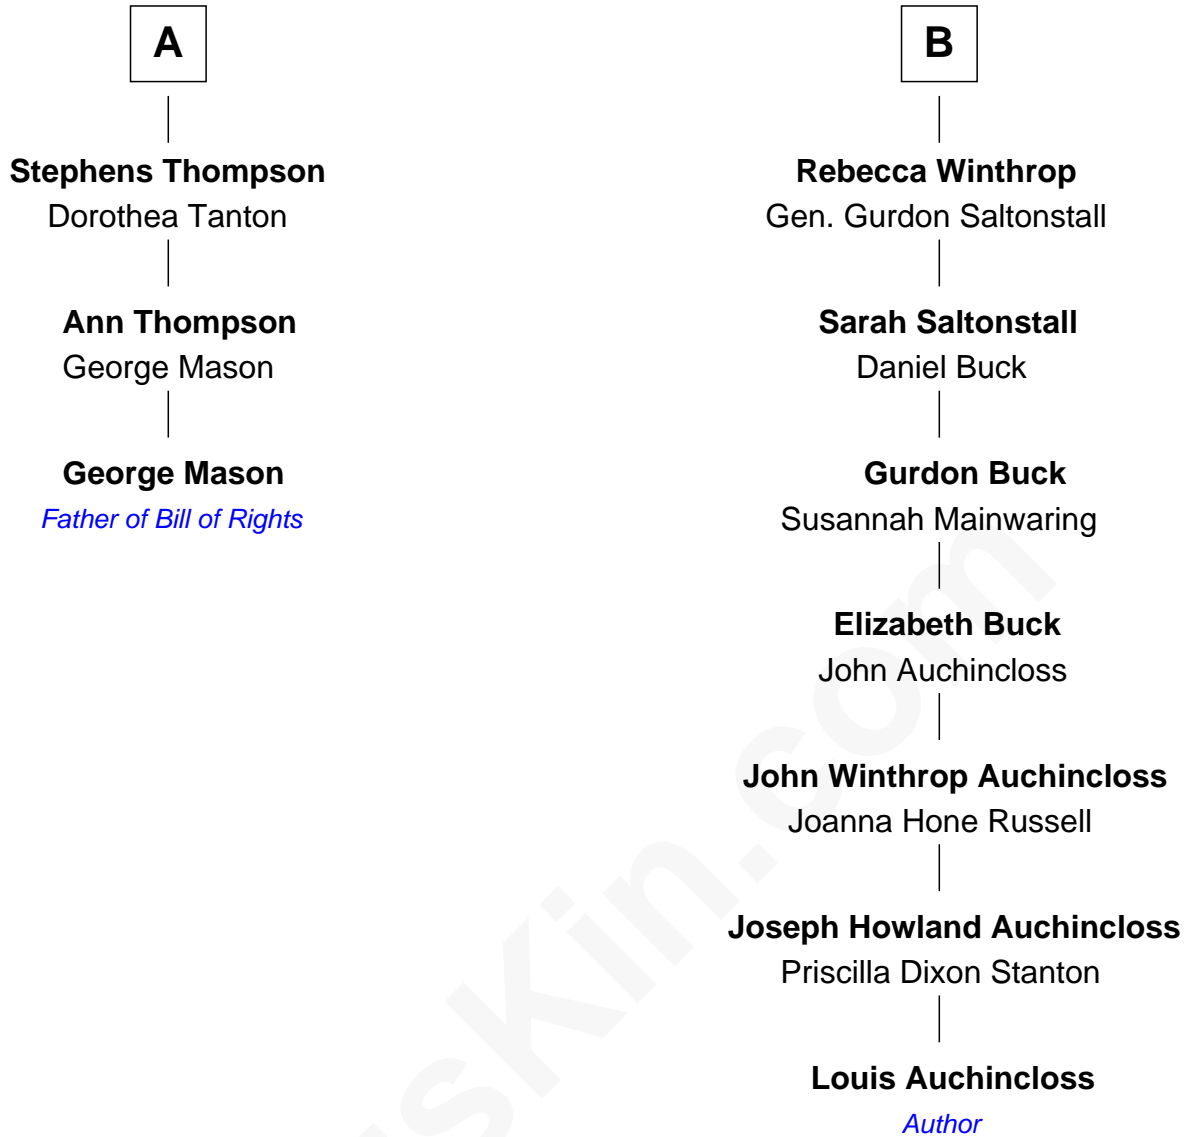 A
Stephens Thompson
Dorothea Tanton
Ann Thompson
George Mason
George Mason
Father of Bill of Rights
B
Rebecca Winthrop
Gen. Gurdon Saltonstall
Sarah Saltonstall
Daniel Buck
Gurdon Buck
Susannah Mainwaring
Elizabeth Buck
John Auchincloss
John Winthrop Auchincloss
Joanna Hone Russell
Joseph Howland Auchincloss
Priscilla Dixon Stanton
Louis Auchincloss
Author
sKin.com